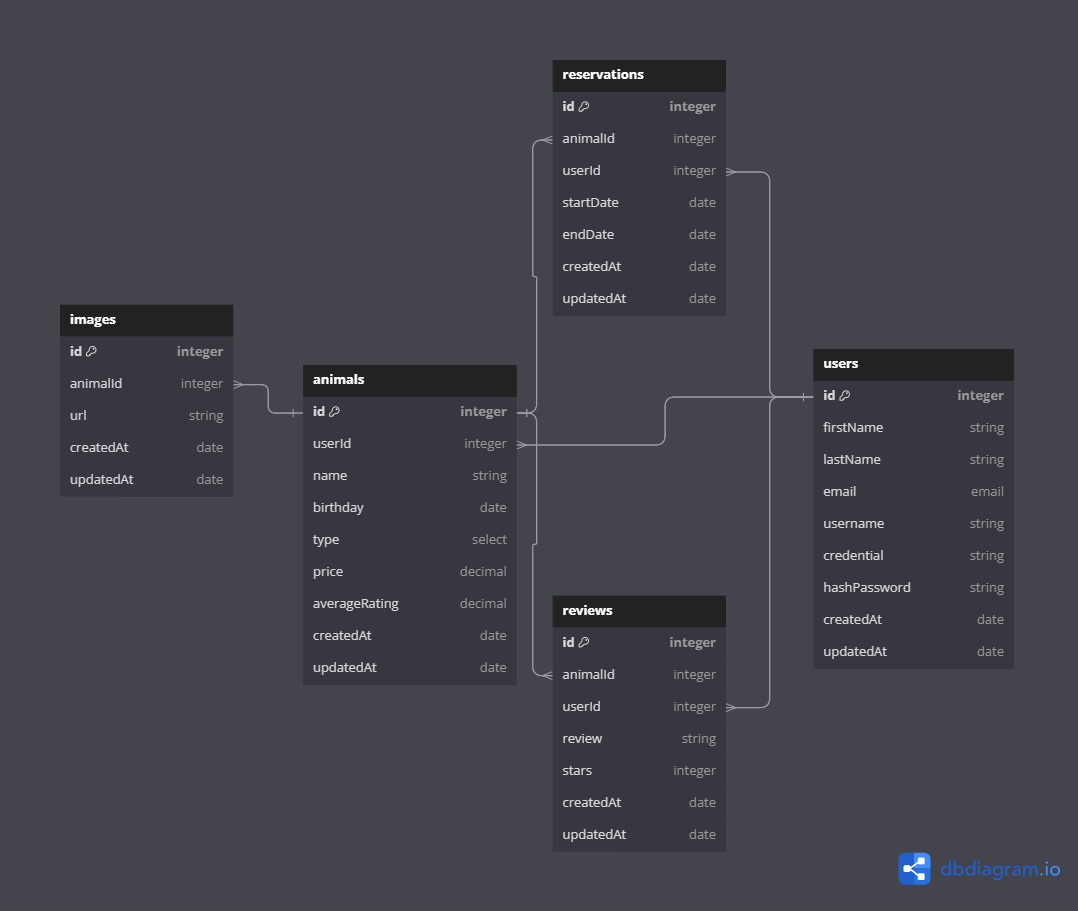 reservations
id integer
animalId integer
userId integer
startDate date
endDate date
createdAt date
updatedAt date
images
id integer
animalId integer
url string
createdAt date
updatedAt date
animals
id integer
userId integer
name string
birthday date
type select
price decimal
averageRating decimal
createdAt date
updatedAt date
users
id integer
firstName string
lastName string
email email
username string
credential string
hashPassword string
createdAt date
updatedAt date
reviews
id integer
animalId integer
userId integer
review string
stars integer
createdAt date
updatedAt date
dbdiagram.io